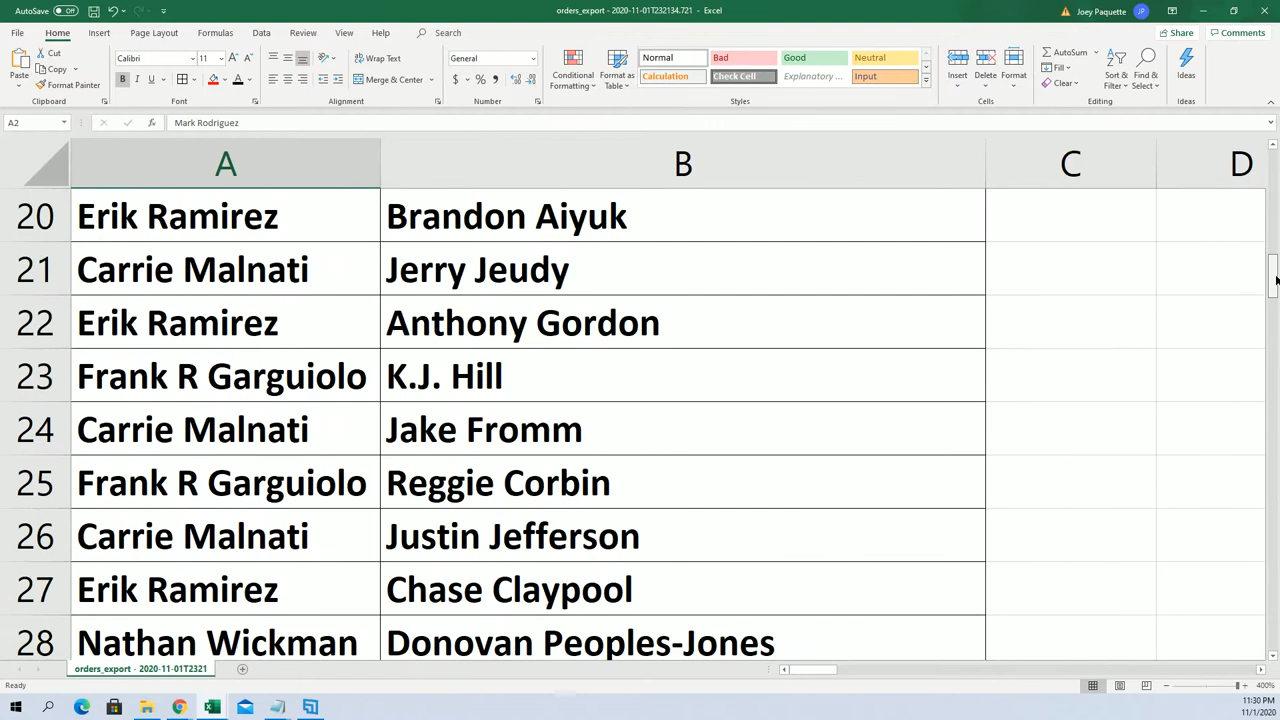 AutoSave Off
orders_export - 2020-11-01T232134.721 - Excel
Joey Paquette JP
File Home Insert Page Layout Formulas Data Review View Help Search
Share Comments
Paste
Cut
Copy
Format Painter
Clipboard
Calibri 11
B I U
Font
Wrap Text
Merge & Center
Alignment
General
$ % ,
Number
Conditional Formatting
Format as Table
Normal Bad Good Neutral
Calculation Check Cell Explanatory ... Input
Styles
Insert Delete Format
Cells
AutoSum
Fill
Clear
Sort & Filter
Find & Select
Editing
Ideas
Ideas
A2 fx Mark Rodriguez
A B C D
20 Erik Ramirez Brandon Aiyuk
21 Carrie Malnati Jerry Jeudy
22 Erik Ramirez Anthony Gordon
23 Frank R Garguiolo K.J. Hill
24 Carrie Malnati Jake Fromm
25 Frank R Garguiolo Reggie Corbin
26 Carrie Malnati Justin Jefferson
27 Erik Ramirez Chase Claypool
28 Nathan Wickman Donovan Peoples-Jones
orders_export - 2020-11-01T2321
Ready
400%
11:30 PM
11/1/2020